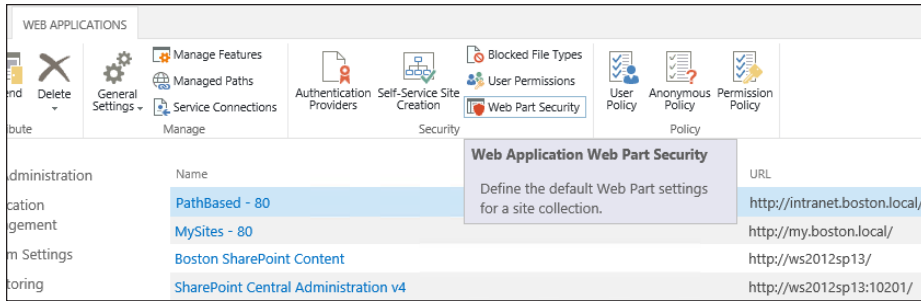 WEB APPLICATIONS
Manage Features
Managed Paths
Service Connections
Delete
General
Settings
Manage
Authentication
Providers
Self-Service Site
Creation
Blocked File Types
User Permissions
Web Part Security
Security
User
Policy
Anonymous
Policy
Permission
Policy
Policy
Web Application Web Part Security
Define the default Web Part settings
for a site collection.
Name
URL
PathBased - 80
http://intranet.boston.local/
MySites - 80
http://my.boston.local/
Boston SharePoint Content
http://ws2012sp13/
SharePoint Central Administration v4
http://ws2012sp13:10201/
Administration
Settings